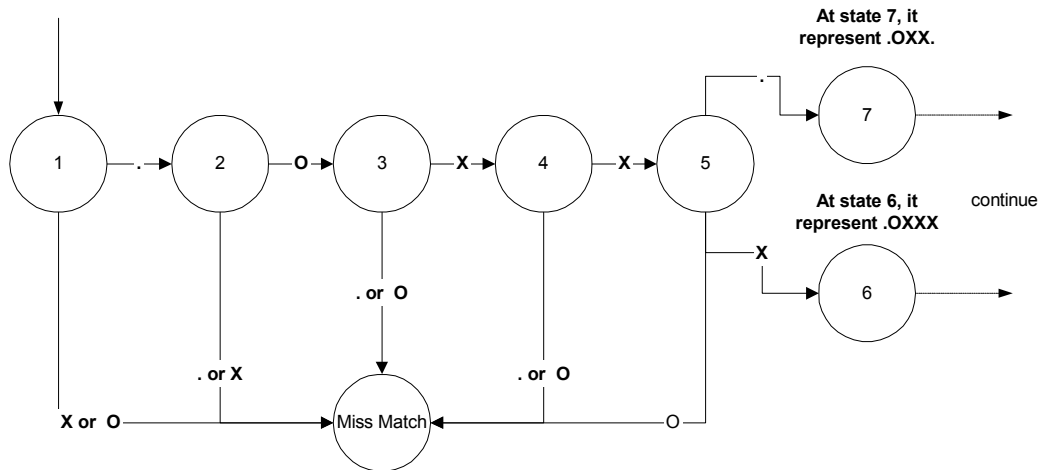 At state 7, it
represent .OXX.
.
7
1
.
2
O
3
X
4
X
5
At state 6, it
represent .OXXX
continue
X
6
. or O
. or X
. or O
X or O
Miss Match
O